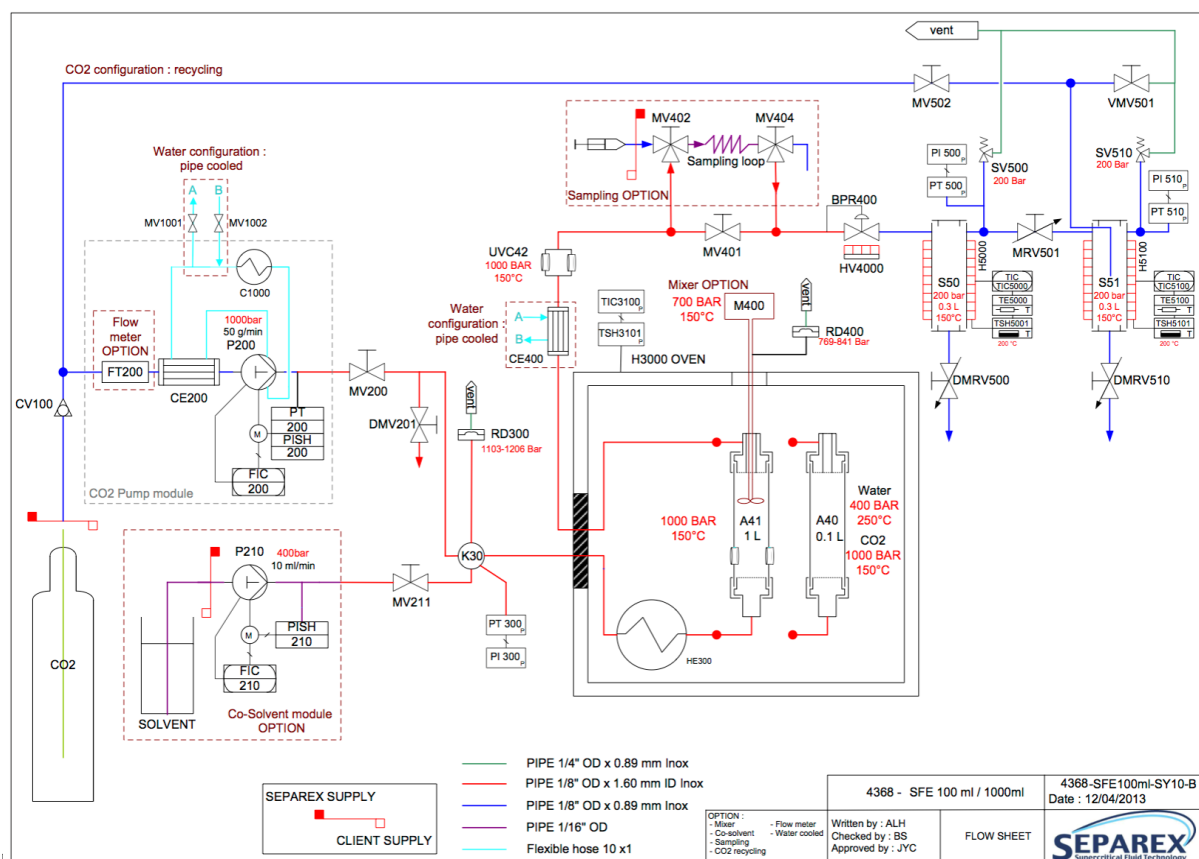 vent
CO2 configuration : recycling
MV502
VMV501
MV402
MV404
Sampling loop
Sampling OPTION
Water configuration :
pipe cooled
A
B
MV1001
MV1002
C1000
PI 500
P
PT 500
P
SV500
200 Bar
SV510
200 Bar
PI 510
P
PT 510
P
BPR400
HV4000
MV401
MRV501
UVC42
1000 BAR
150°C
Mixer OPTION
700 BAR
150°C
M400
vent
RD400
769-841 Bar
H5000
S50
200 bar
0.3 L
150°C
TIC
TIC5000
TE5000
T
TSH5001
T
200 °C
H5100
S51
200 bar
0.3 L
150°C
TIC
TIC5100
TE5100
T
TSH5101
T
200 °C
Water
configuration :
pipe cooled
A
B
CE400
TIC3100
TSH3101
H3000 OVEN
Flow
meter
OPTION
FT200
1000bar
50 g/min
P200
CE200
CV100
MV200
DMV201
M
PT
200
PISH
200
FIC
200
CO2 Pump module
vent
RD300
1103-1206 Bar
DMRV500
DMRV510
1000 BAR
150°C
A41
1 L
A40
0.1 L
Water
400 BAR
250°C
CO2
1000 BAR
150°C
K30
HE300
P210
400bar
10 ml/min
MV211
M
PISH
210
FIC
210
PT 300
P
PI 300
P
CO2
SOLVENT
Co-Solvent module
OPTION
SEPAREX SUPPLY
CLIENT SUPPLY
PIPE 1/4" OD x 0.89 mm Inox
PIPE 1/8" OD x 1.60 mm ID Inox
PIPE 1/8" OD x 0.89 mm Inox
PIPE 1/16" OD
Flexible hose 10 x1
4368 - SFE 100 ml / 1000ml
4368-SFE100ml-SY10-B
Date : 12/04/2013
OPTION :
- Mixer
- Co-solvent
- Sampling
- CO2 recycling
- Flow meter
- Water cooled
Written by : ALH
Checked by : BS
Approved by : JYC
FLOW SHEET
SEPAREX
Supercritical Fluid Technology